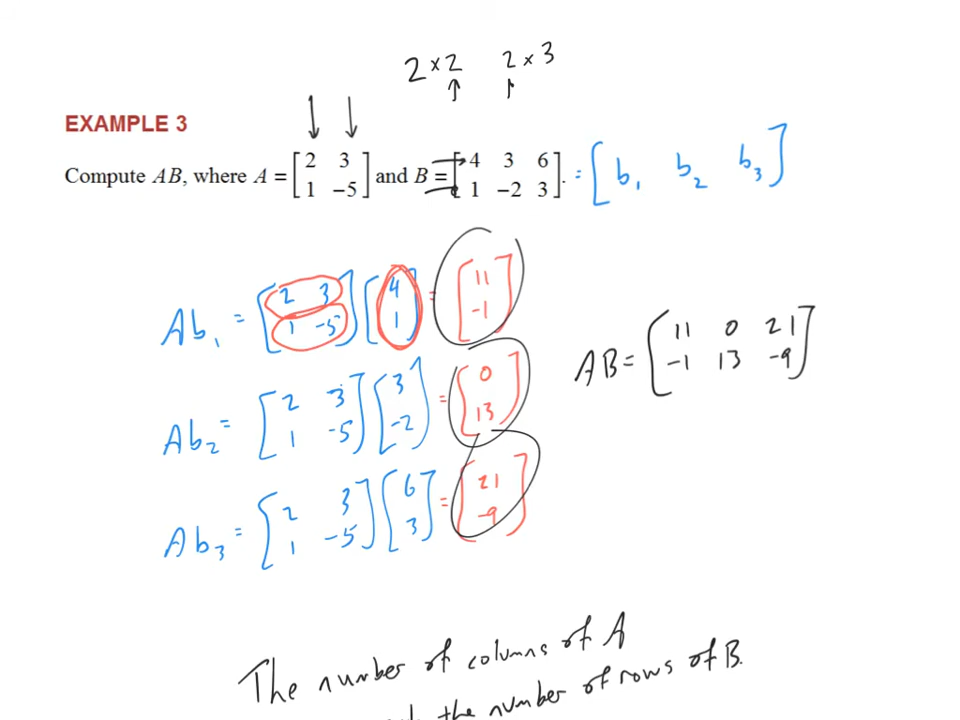 2 × 2 2 × 3
EXAMPLE 3
Compute AB, where A = [2 3; 1 −5] and B = [4 3 6; 1 −2 3]. = [b₁ b₂ b₃]
Ab₁ = [2 3; 1 -5] [4; 1] = [11; -1]
AB = [11 0 21; -1 13 -9]
Ab₂ = [2 3; 1 -5] [3; -2] = [0; 13]
Ab₃ = [2 3; 1 -5] [6; 3] = [21; -9]
The number of columns of A
the number of rows of B.